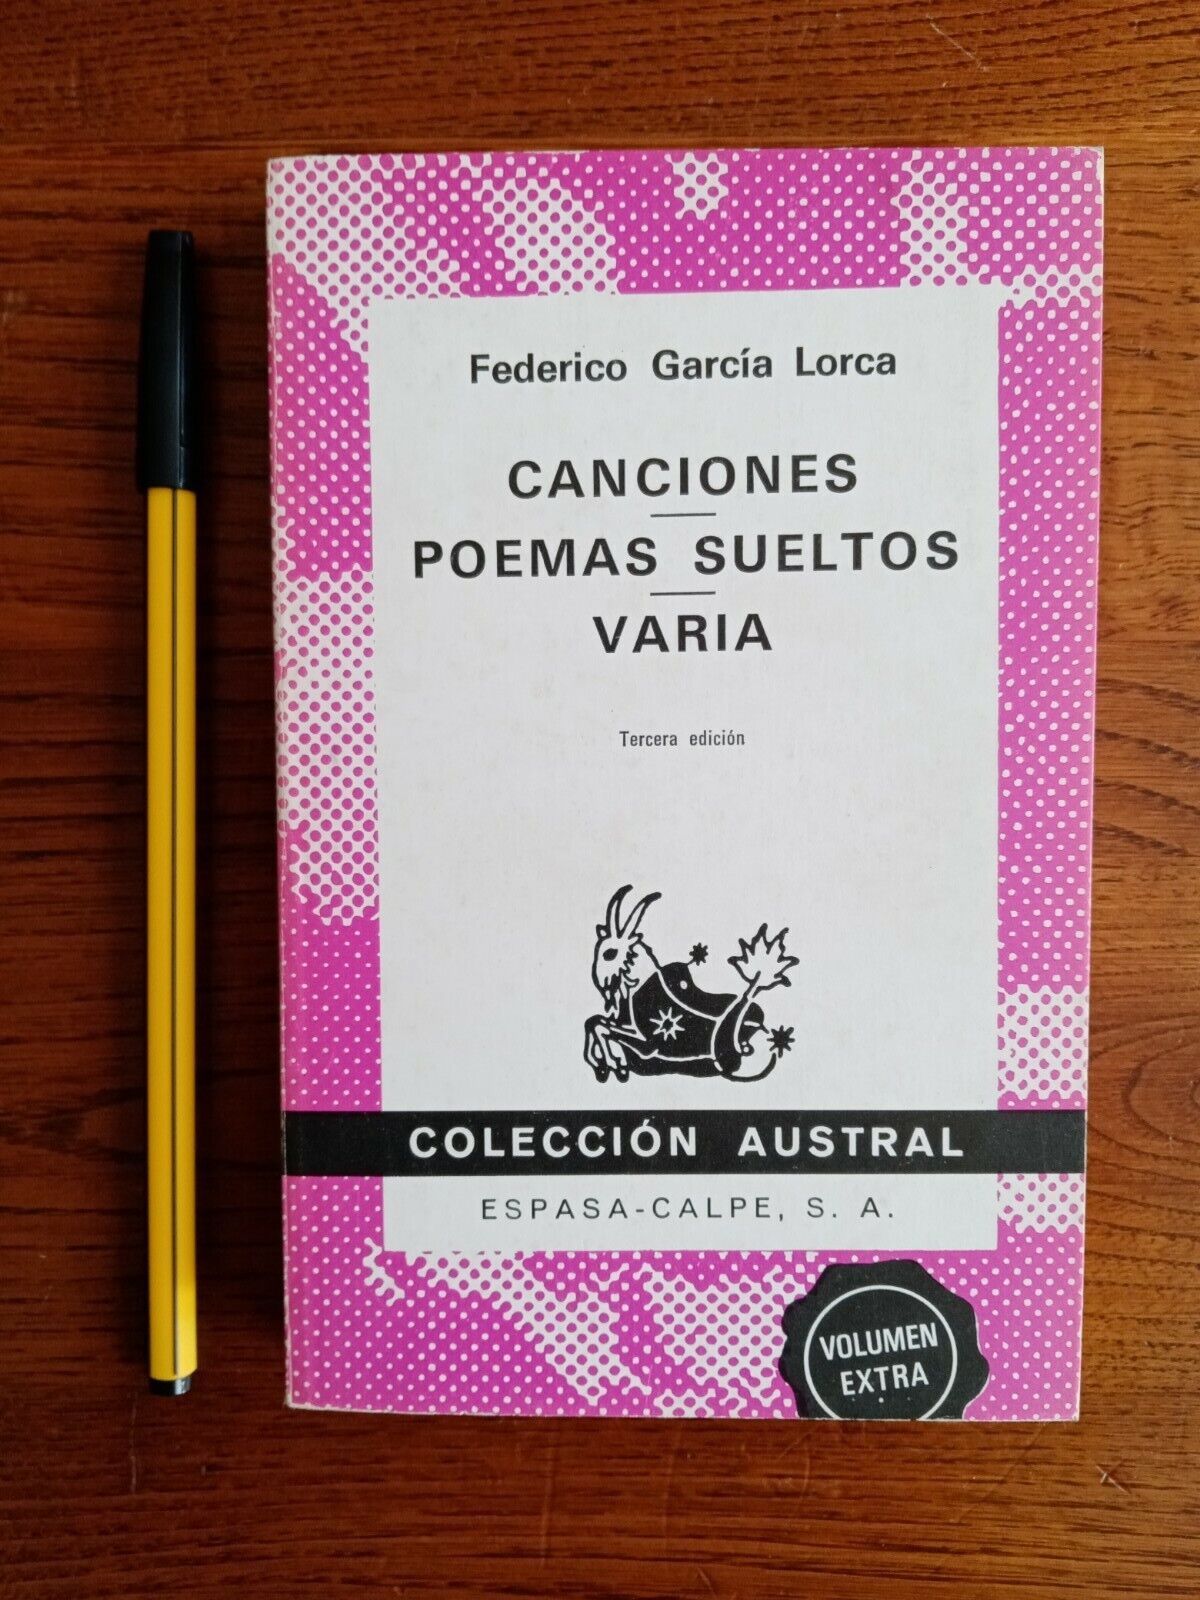 Federico García Lorca
CANCIONES
POEMAS SUELTOS
VARIA
Tercera edición
COLECCIÓN AUSTRAL
ESPASA-CALPE, S. A.
VOLUMEN
EXTRA